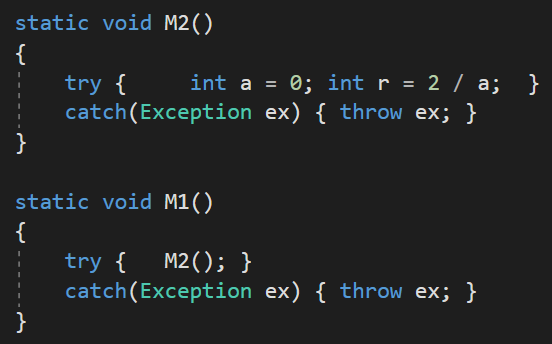 static void M2()
{
try { int a = 0; int r = 2 / a; }
catch(Exception ex) { throw ex; }
}
static void M1()
{
try { M2(); }
catch(Exception ex) { throw ex; }
}